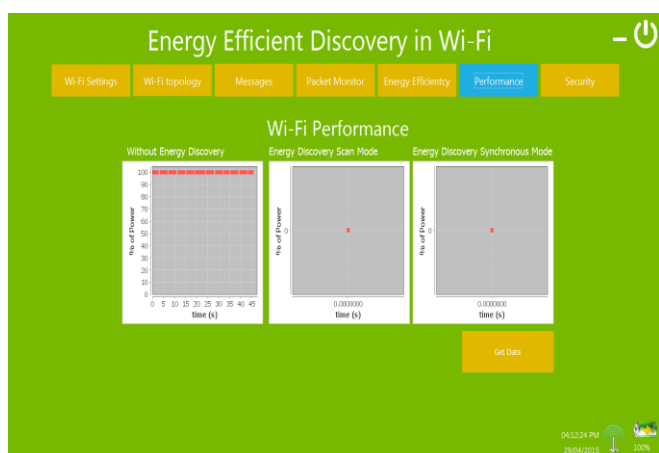 Energy Efficient Discovery in Wi-Fi
Wi-Fi Settings Wi-Fi topology Messages Packet Monitor Energy Efficientcy Performance Security
Wi-Fi Performance
Without Energy Discovery Energy Discovery Scan Mode Energy Discovery Synchronous Mode
100
90
80
70
60
50
40
30
20
10
0
% of Power
0 5 10 15 20 25 30 35 40 45
time (s)
0
% of Power
0.0000000
time (s)
0
% of Power
0.0000000
time (s)
Get Data
04:12:24 PM
29/04/2015
100%